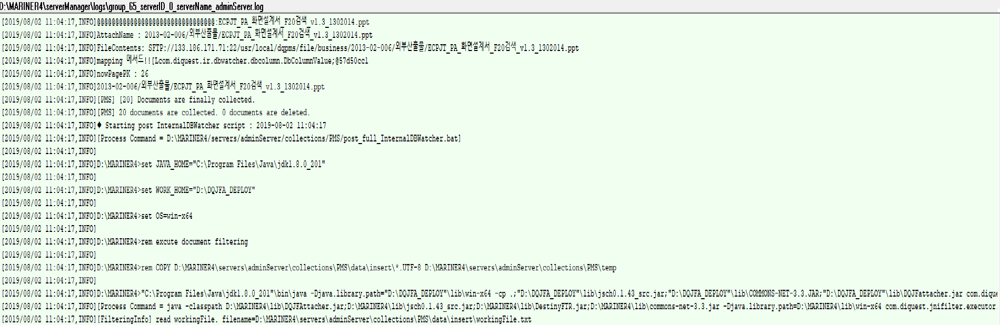 D:\MARINER4\serverManager\logs\group_65_serverID_0_serverName_adminServer.log
[2019/08/02 11:04:17,INFO]@@@@@@@@@@@@@@@@@@@@@@@@@@@@@@@@:ECPJT_PA_화면설계서_F20검색_v1.3_1302014.ppt
[2019/08/02 11:04:17,INFO]AttachName : 2013-02-006/외부산출물/ECPJT_PA_화면설계서_F20검색_v1.3_1302014.ppt
[2019/08/02 11:04:17,INFO]FileContents: SFTP://133.186.171.71:22/usr/local/dqpms/file/business/2013-02-006/외부산출물/ECPJT_PA_화면설계서_F20검색_v1.3_1302014.ppt
[2019/08/02 11:04:17,INFO]mapping 메서드!![Lcom.diquest.ir.dbwatcher.dbcolumn.DbColumnValue;@57d50cc1
[2019/08/02 11:04:17,INFO]nowPagePK : 26
[2019/08/02 11:04:17,INFO]2013-02-006/외부산출물/ECPJT_PA_화면설계서_F20검색_v1.3_1302014.ppt
[2019/08/02 11:04:17,INFO][PMS] [20] Documents are finally collected.
[2019/08/02 11:04:17,INFO][PMS] 20 documents are collected. 0 documents are deleted.
[2019/08/02 11:04:17,INFO]♦ Starting post InternalDBWatcher script : 2019-08-02 11:04:17
[2019/08/02 11:04:17,INFO][Process Command = D:\MARINER4/servers/adminServer/collections/PMS/post_full_InternalDBWatcher.bat]
[2019/08/02 11:04:17,INFO]
[2019/08/02 11:04:17,INFO]D:\MARINER4>set JAVA_HOME="C:\Program Files\Java\jdk1.8.0_201"
[2019/08/02 11:04:17,INFO]
[2019/08/02 11:04:17,INFO]D:\MARINER4>set WORK_HOME="D:\DQJFA_DEPLOY"
[2019/08/02 11:04:17,INFO]
[2019/08/02 11:04:17,INFO]D:\MARINER4>set OS=win-x64
[2019/08/02 11:04:17,INFO]
[2019/08/02 11:04:17,INFO]D:\MARINER4>rem excute document filtering
[2019/08/02 11:04:17,INFO]
[2019/08/02 11:04:17,INFO]D:\MARINER4>rem COPY D:\MARINER4\servers\adminServer\collections\PMS\data\insert\*.UTF-8 D:\MARINER4\servers\adminServer\collections\PMS\temp
[2019/08/02 11:04:17,INFO]
[2019/08/02 11:04:17,INFO]D:\MARINER4>"C:\Program Files\Java\jdk1.8.0_201"\bin\java -Djava.library.path="D:\DQJFA_DEPLOY"\lib\win-x64 -cp .;"D:\DQJFA_DEPLOY"\lib\jsch0.1.43_src.jar;"D:\DQJFA_DEPLOY"\lib\COMMONS-NET-3.3.JAR;"D:\DQJFA_DEPLOY"\lib\DQJFattacher.jar com.dique
[2019/08/02 11:04:17,INFO][Process Command = java -classpath D:\MARINER4\lib\DQJFAttacher.jar;D:\MARINER4\lib\jsch0.1.43_src.jar;D:\MARINER4\lib\DestinyFTR.jar;D:\MARINER4\lib\commons-net-3.3.jar -Djava.library.path=D:\MARINER4\lib\win-x64 com.diquest.jnifilter.executor.
[2019/08/02 11:04:17,INFO][FilteringInfo] read workingFile. filename=D:\MARINER4\servers\adminServer\collections\PMS\data\insert\workingFile.txt